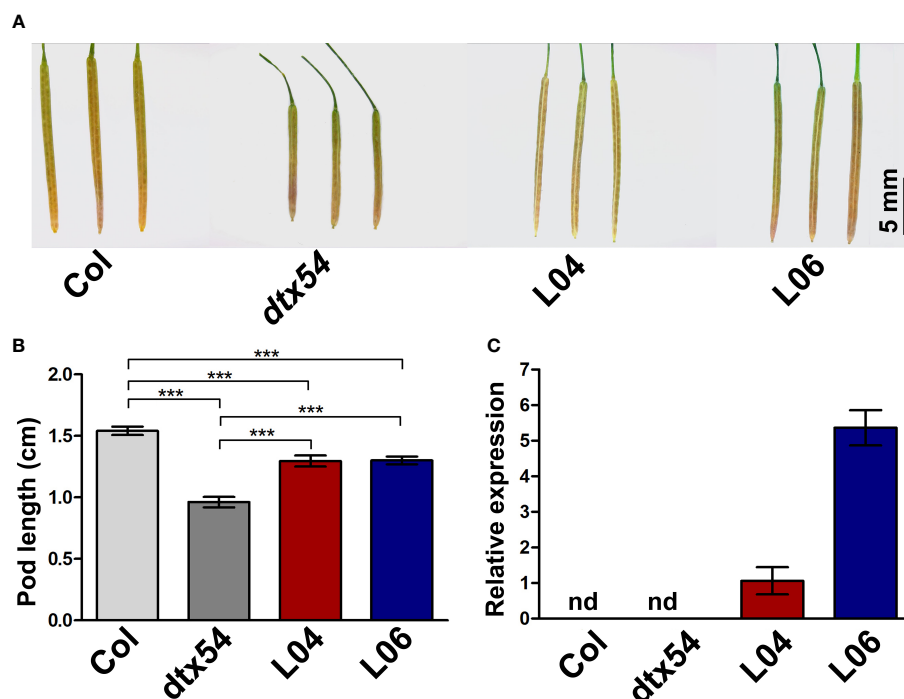 A
Col
dtx54
L04
L06
5 mm
B
Pod length (cm)
2.0
1.5
1.0
0.5
0.0
***
***
***
***
***
Col
dtx54
L04
L06
C
Relative expression
7
6
5
4
3
2
1
0
nd
nd
Col
dtx54
L04
L06